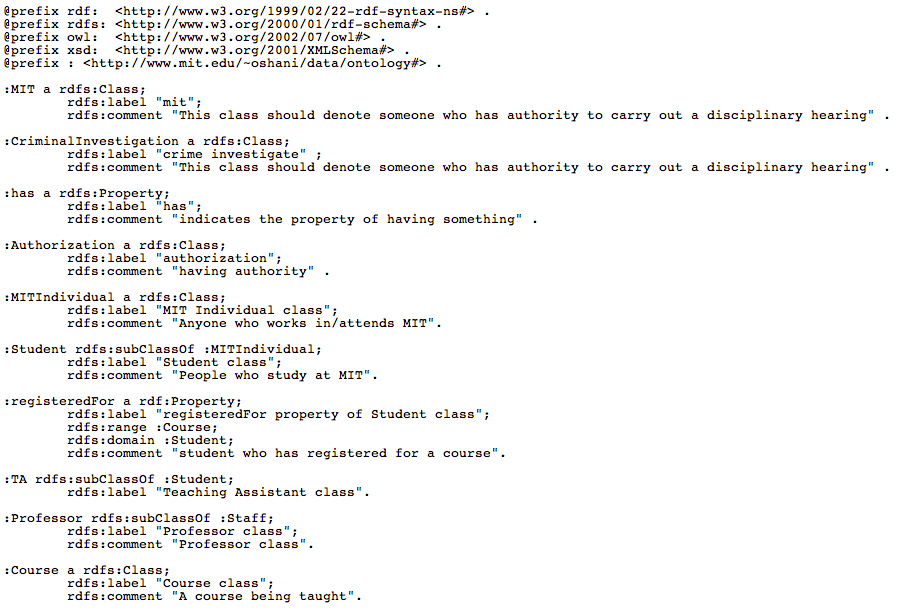 @prefix rdf:  <http://www.w3.org/1999/02/22-rdf-syntax-ns#> .
@prefix rdfs: <http://www.w3.org/2000/01/rdf-schema#> .
@prefix owl:  <http://www.w3.org/2002/07/owl#> .
@prefix xsd:  <http://www.w3.org/2001/XMLSchema#> .
@prefix : <http://www.mit.edu/~oshani/data/ontology#> .

:MIT a rdfs:Class;
        rdfs:label "mit";
        rdfs:comment "This class should denote someone who has authority to carry out a disciplinary hearing" .

:CriminalInvestigation a rdfs:Class;
        rdfs:label "crime investigate" ;
        rdfs:comment "This class should denote someone who has authority to carry out a disciplinary hearing" .

:has a rdfs:Property;
        rdfs:label "has";
        rdfs:comment "indicates the property of having something" .

:Authorization a rdfs:Class;
        rdfs:label "authorization";
        rdfs:comment "having authority" .

:MITIndividual a rdfs:Class;
        rdfs:label "MIT Individual class";
        rdfs:comment "Anyone who works in/attends MIT".

:Student rdfs:subClassOf :MITIndividual;
        rdfs:label "Student class";
        rdfs:comment "People who study at MIT".

:registeredFor a rdf:Property;
        rdfs:label "registeredFor property of Student class";
        rdfs:range :Course;
        rdfs:domain :Student;
        rdfs:comment "student who has registered for a course".

:TA rdfs:subClassOf :Student;
        rdfs:label "Teaching Assistant class".

:Professor rdfs:subClassOf :Staff;
        rdfs:label "Professor class";
        rdfs:comment "Professor class".

:Course a rdfs:Class;
        rdfs:label "Course class";
        rdfs:comment "A course being taught".